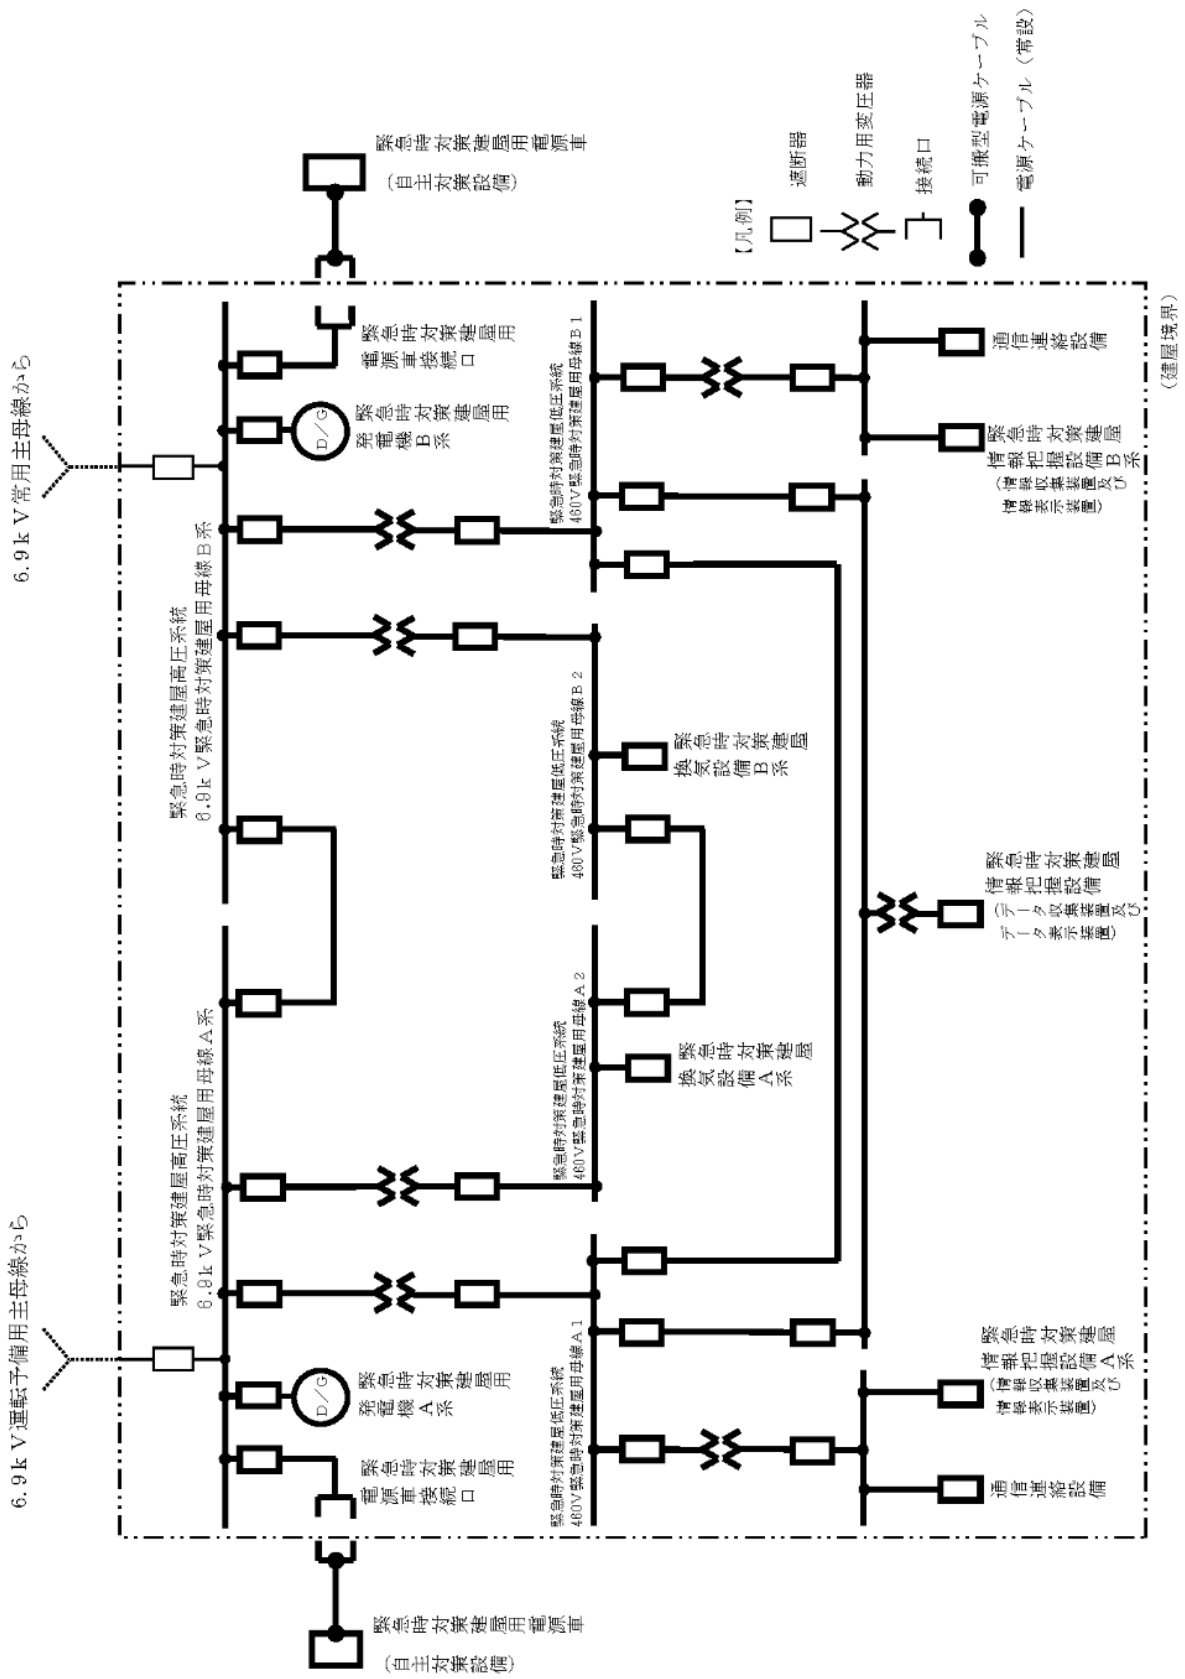 6.9kV運転予備用主母線から
6.9kV常用主母線から
緊急時対策建屋高圧系統
6.9kV緊急時対策建屋用母線A系
緊急時対策建屋高圧系統
6.9kV緊急時対策建屋用母線B系
緊急時対策建屋用電源車
(自主対策設備)
緊急時対策建屋用
電源車接続口
D/G
緊急時対策建屋用
発電機A系
D/G
緊急時対策建屋用
発電機B系
緊急時対策建屋用
電源車接続口
緊急時対策建屋用電源車
(自主対策設備)
緊急時対策建屋低圧系統
460V緊急時対策建屋用母線A1
緊急時対策建屋低圧系統
460V緊急時対策建屋用母線A2
緊急時対策建屋低圧系統
460V緊急時対策建屋用母線B2
緊急時対策建屋低圧系統
460V緊急時対策建屋用母線B1
緊急時対策建屋
換気設備A系
緊急時対策建屋
換気設備B系
通信連絡設備
緊急時対策建屋
情報把握設備A系
(情報収集装置及び
情報表示装置)
緊急時対策建屋
情報把握設備
(データ収集装置及び
データ表示装置)
緊急時対策建屋
情報把握設備B系
(情報収集装置及び
情報表示装置)
通信連絡設備
(建屋境界)
【凡例】
遮断器
動力用変圧器
接続口
可搬型電源ケーブル
電源ケーブル(常設)